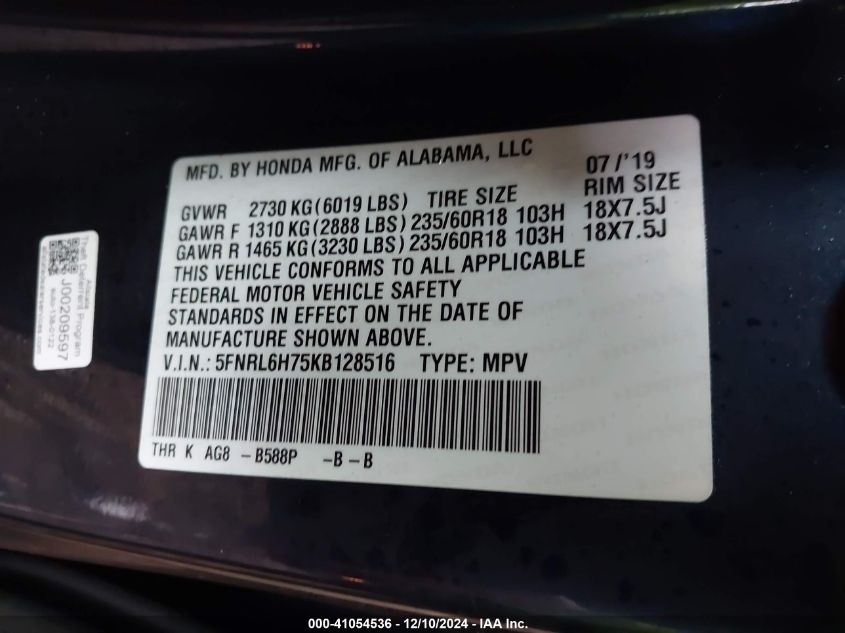 MFD. BY HONDA MFG. OF ALABAMA, LLC 07/'19
GVWR 2730 KG (6019 LBS) TIRE SIZE RIM SIZE
GAWR F 1310 KG (2888 LBS) 235/60R18 103H 18X7.5J
GAWR R 1465 KG (3230 LBS) 235/60R18 103H 18X7.5J
THIS VEHICLE CONFORMS TO ALL APPLICABLE
FEDERAL MOTOR VEHICLE SAFETY
STANDARDS IN EFFECT ON THE DATE OF
MANUFACTURE SHOWN ABOVE.
V.I.N.: 5FNRL6H75KB128516 TYPE: MPV
THR K AG8 -B588P -B-B
Theft Deterrent Program
J00209597
000-41054536 - 12/10/2024 - IAA Inc.